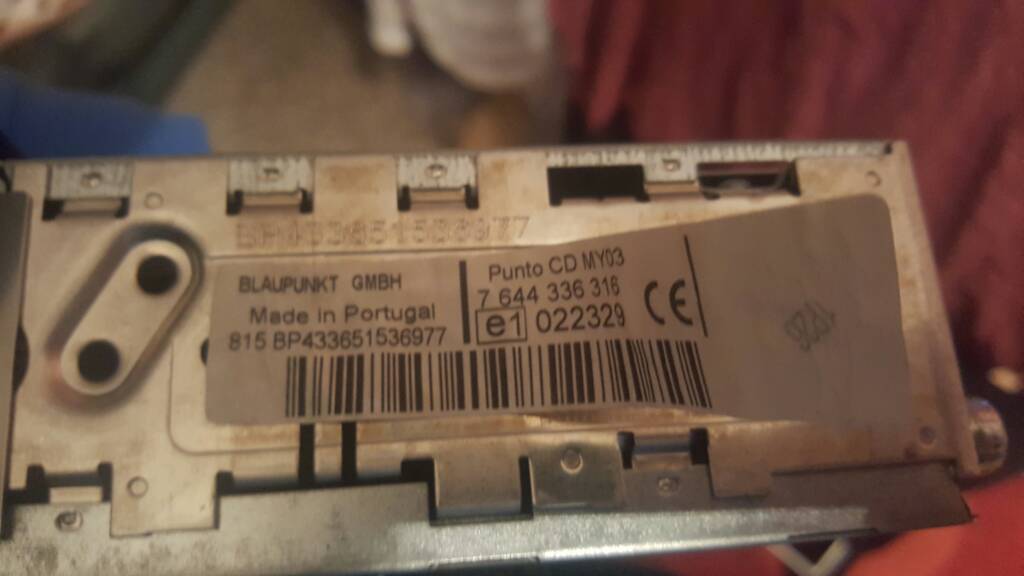 BP433651536977
BLAUPUNKT GMBH
Made in Portugal
815 BP433651536977
Punto CD MY03
7 644 336 316
e1 022329 CE